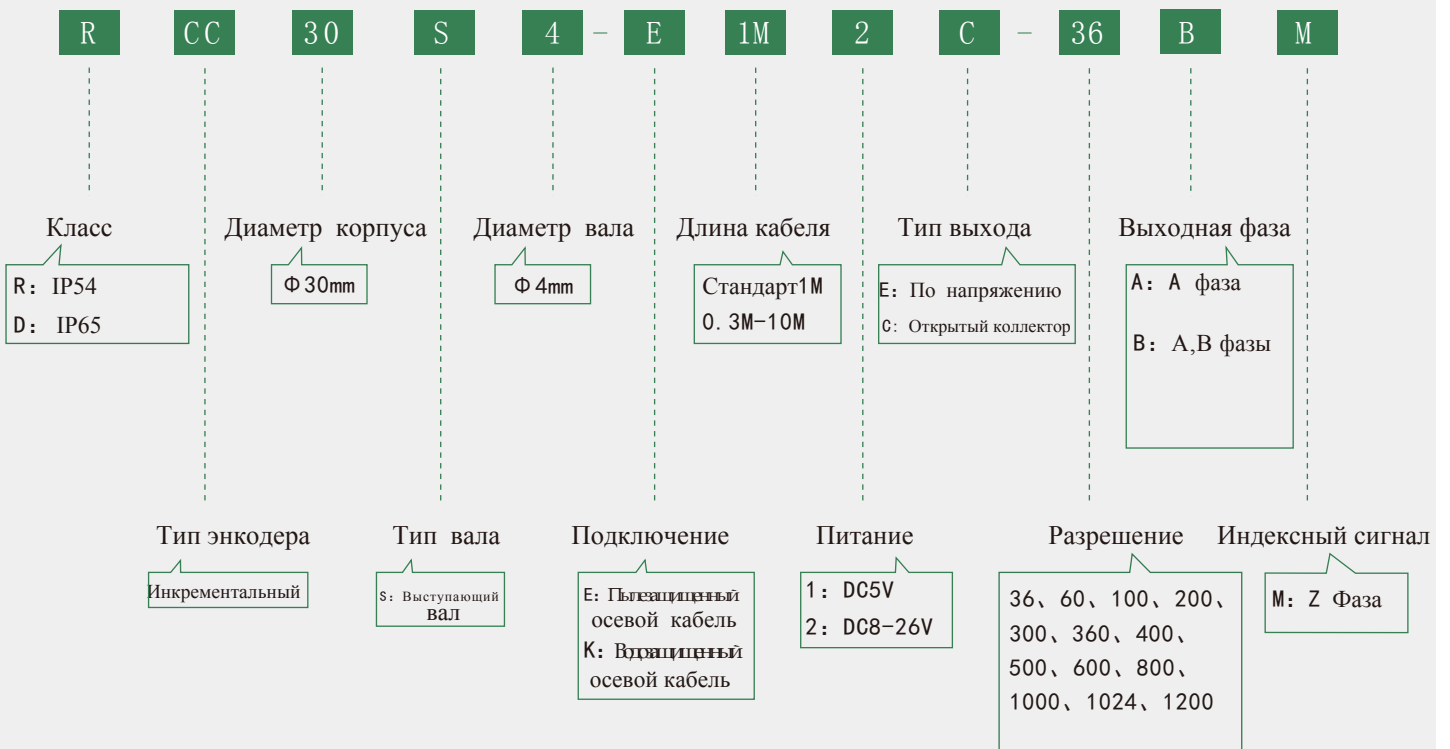 R CC 30 S 4 - E 1M 2 C - 36 B M
Класс Диаметр корпуса Диаметр вала Длина кабеля Тип выхода Выходная фаза
R: IP54
D: IP65
Φ30mm
Φ4mm
Стандарт1M
0.3M-10M
E: По напряжению
C: Открытый коллектор
A: A фаза
B: А,В фазы
Тип энкодера Тип вала Подключение Питание Разрешение Индексный сигнал
Инкрементальный
S: Выступающий
вал
E: Пылезащищенный
осевой кабель
K: Водозащищенный
осевой кабель
1: DC5V
2: DC8-26V
36、60、100、200、
300、360、400、
500、600、800、
1000、1024、1200
M: Z Фаза